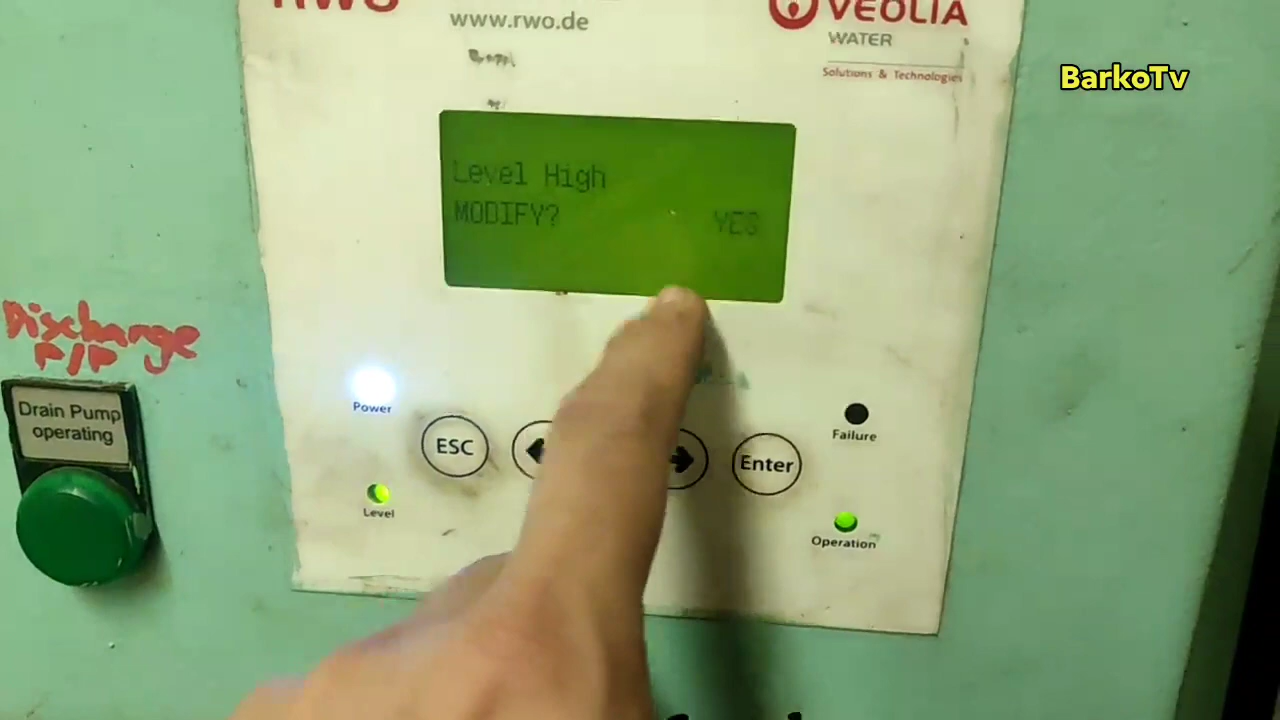 RWO
www.rwo.de
VEOLIA
WATER
Solutions & Technologies
BarkoTv
Level High
MODIFY? YES
Discharge
P/P
Drain Pump
operating
Power
ESC
Enter
Failure
Level
Operation